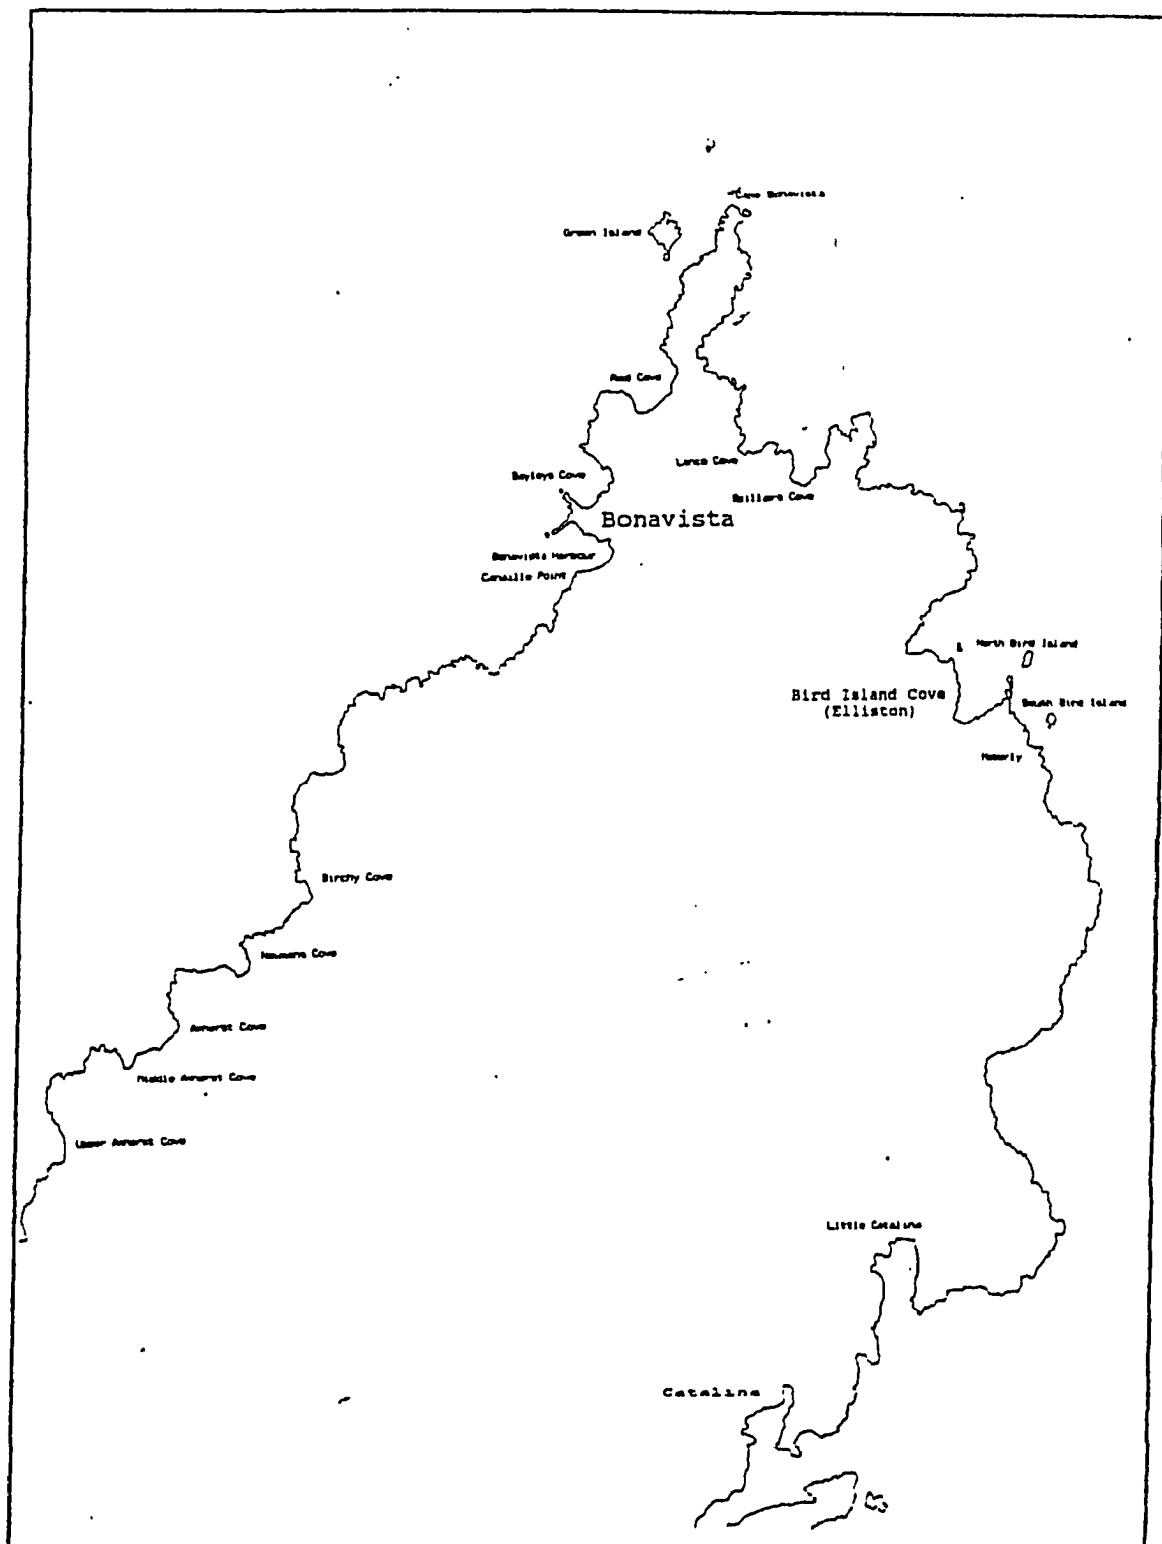 Cape Bonavista
Green Island
Red Cove
Lance Cove
Bayleys Cove
Spillars Cove
Bonavista
Bonavista Harbour
Canaille Point
North Bird Island
Bird Island Cove
(Elliston)
South Bird Island
Maberly
Birchy Cove
Newmans Cove
Amherst Cove
Middle Amherst Cove
Upper Amherst Cove
Little Catalina
Catalina